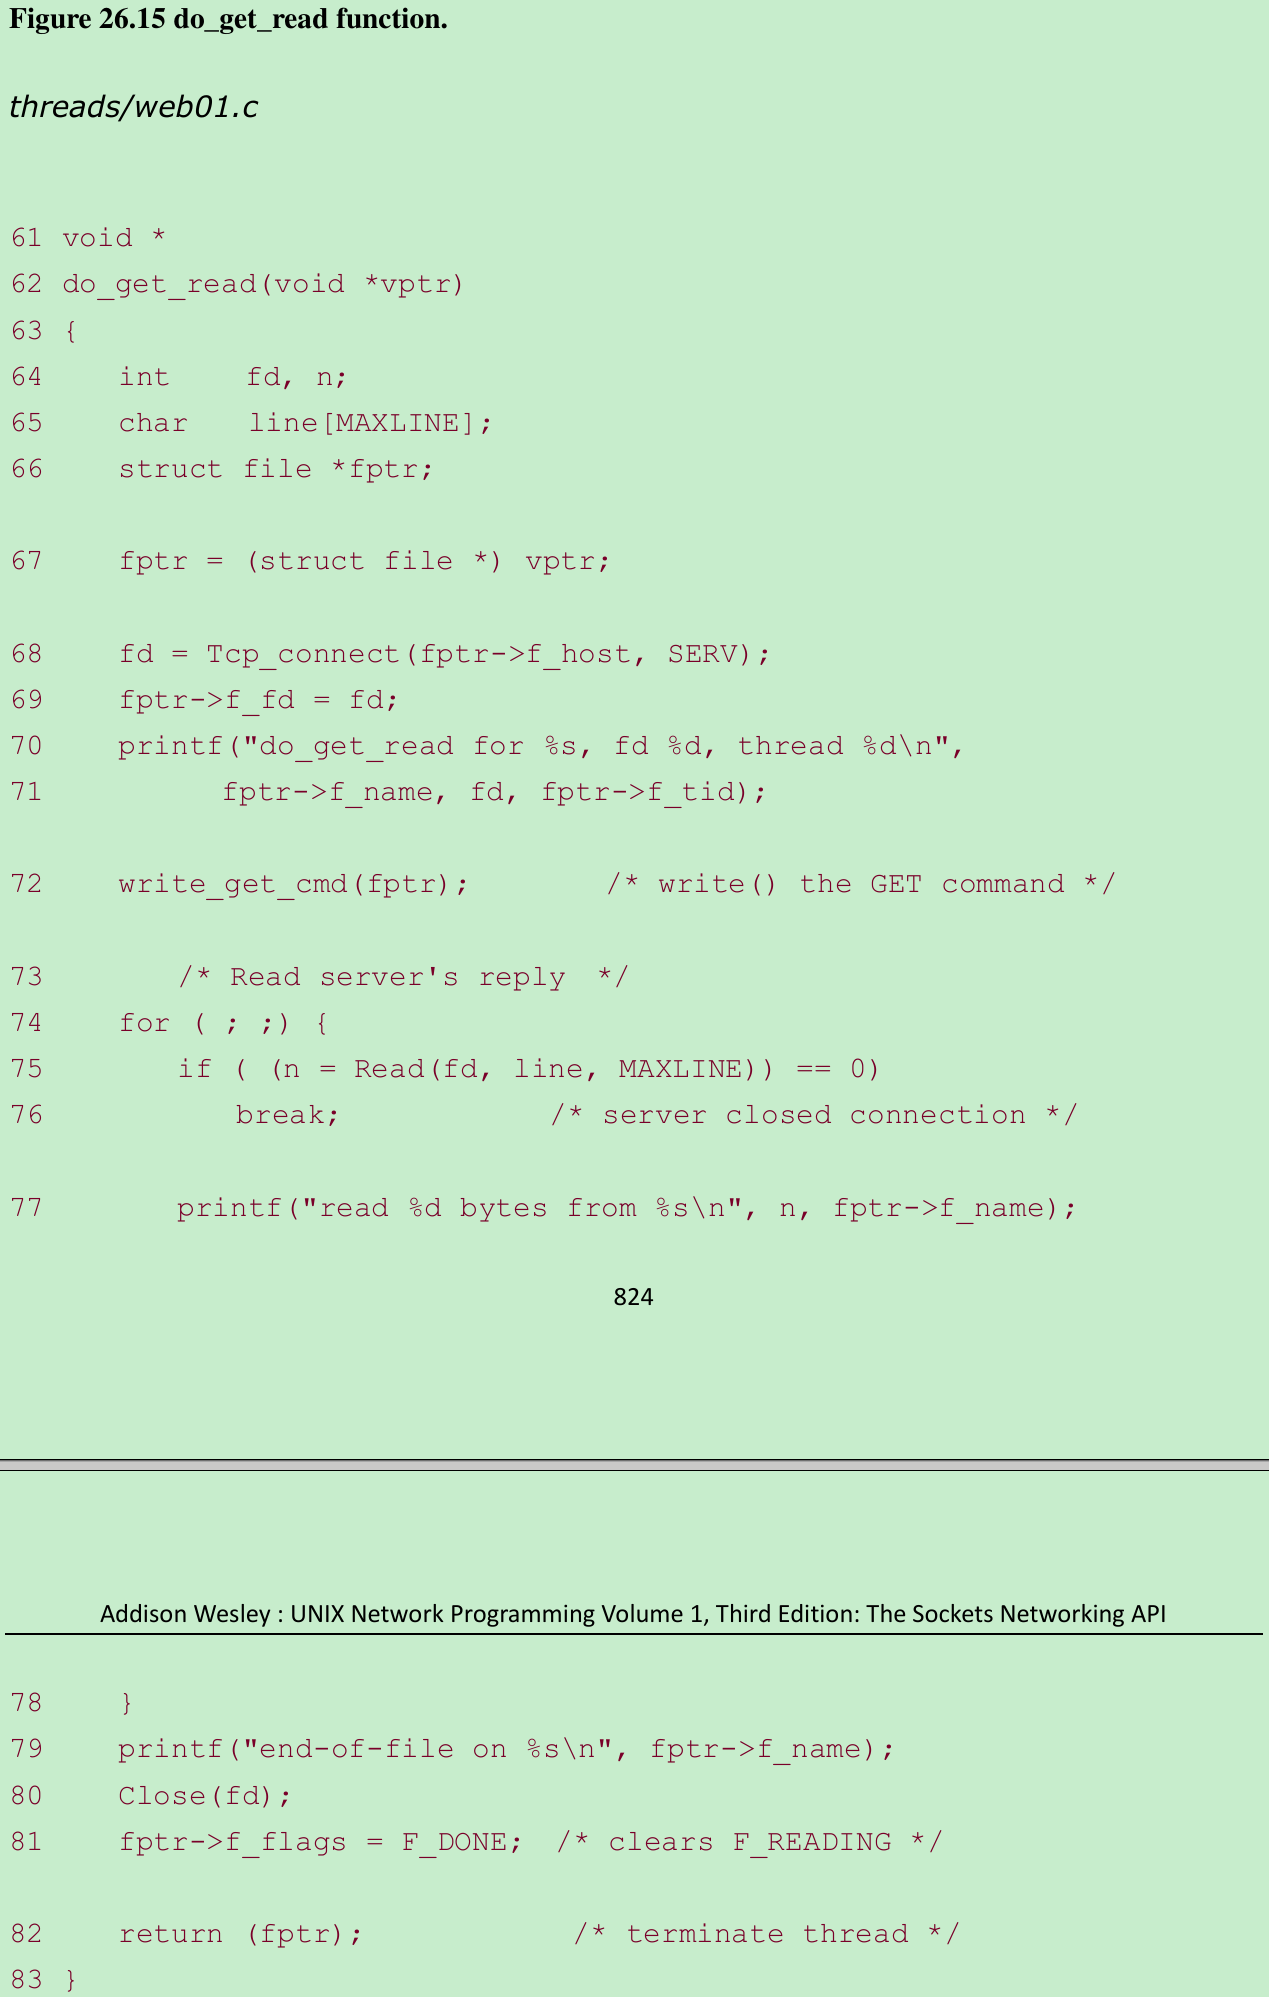 Figure 26.15 do_get_read function.
threads/web01.c
61 void *
62 do_get_read(void *vptr)
63 {
64 int fd, n;
65 char line[MAXLINE];
66 struct file *fptr;
67 fptr = (struct file *) vptr;
68 fd = Tcp_connect(fptr->f_host, SERV);
69 fptr->f_fd = fd;
70 printf("do_get_read for %s, fd %d, thread %d\n",
71 fptr->f_name, fd, fptr->f_tid);
72 write_get_cmd(fptr); /* write() the GET command */
73 /* Read server's reply */
74 for ( ; ;) {
75 if ( (n = Read(fd, line, MAXLINE)) == 0)
76 break; /* server closed connection */
77 printf("read %d bytes from %s\n", n, fptr->f_name);
824
Addison Wesley : UNIX Network Programming Volume 1, Third Edition: The Sockets Networking API
78 }
79 printf("end-of-file on %s\n", fptr->f_name);
80 Close(fd);
81 fptr->f_flags = F_DONE; /* clears F_READING */
82 return (fptr); /* terminate thread */
83 }